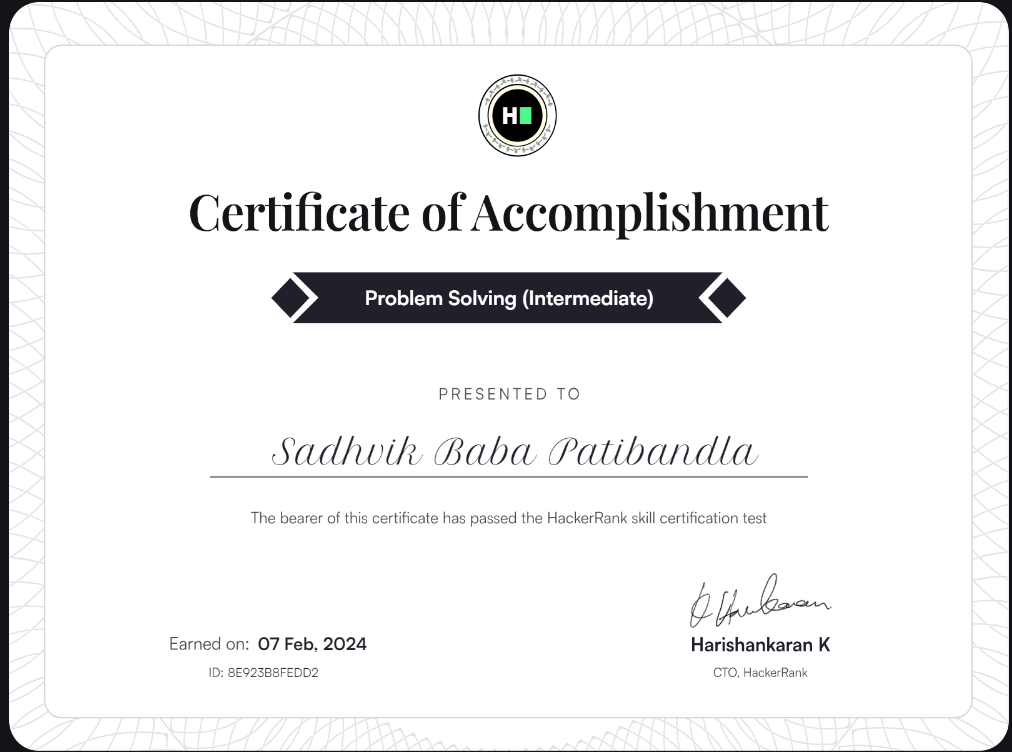 H
Certificate of Accomplishment
Problem Solving (Intermediate)
PRESENTED TO
Sadhvik Baba Patibandla
The bearer of this certificate has passed the HackerRank skill certification test
Earned on: 07 Feb, 2024
ID: 8E923B8FEDD2
Harishankaran K
CTO, HackerRank